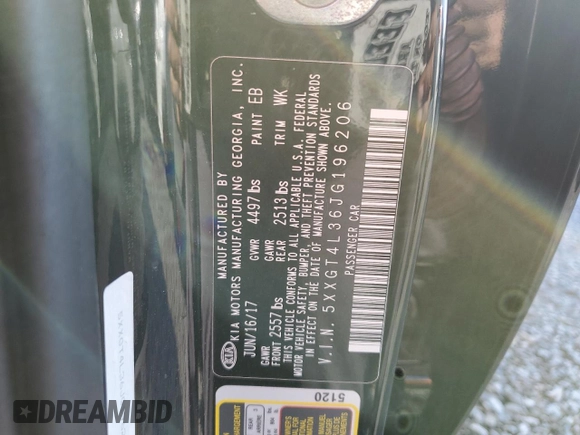 KIA
MANUFACTURED BY
KIA MOTORS MANUFACTURING GEORGIA, INC.
JUN/16/17
GVWR 4497 lbs PAINT EB
GAWR GAWR
FRONT 2557 lbs REAR 2513 lbs TRIM WK
THIS VEHICLE CONFORMS TO ALL APPLICABLE U.S.A. FEDERAL
MOTOR VEHICLE SAFETY, BUMPER, AND THEFT PREVENTION STANDARDS
IN EFFECT ON THE DATE OF MANUFACTURE SHOWN ABOVE.
V.I.N. 5XXGT4L36JG196206
PASSENGER CAR
5120
DREAMBID